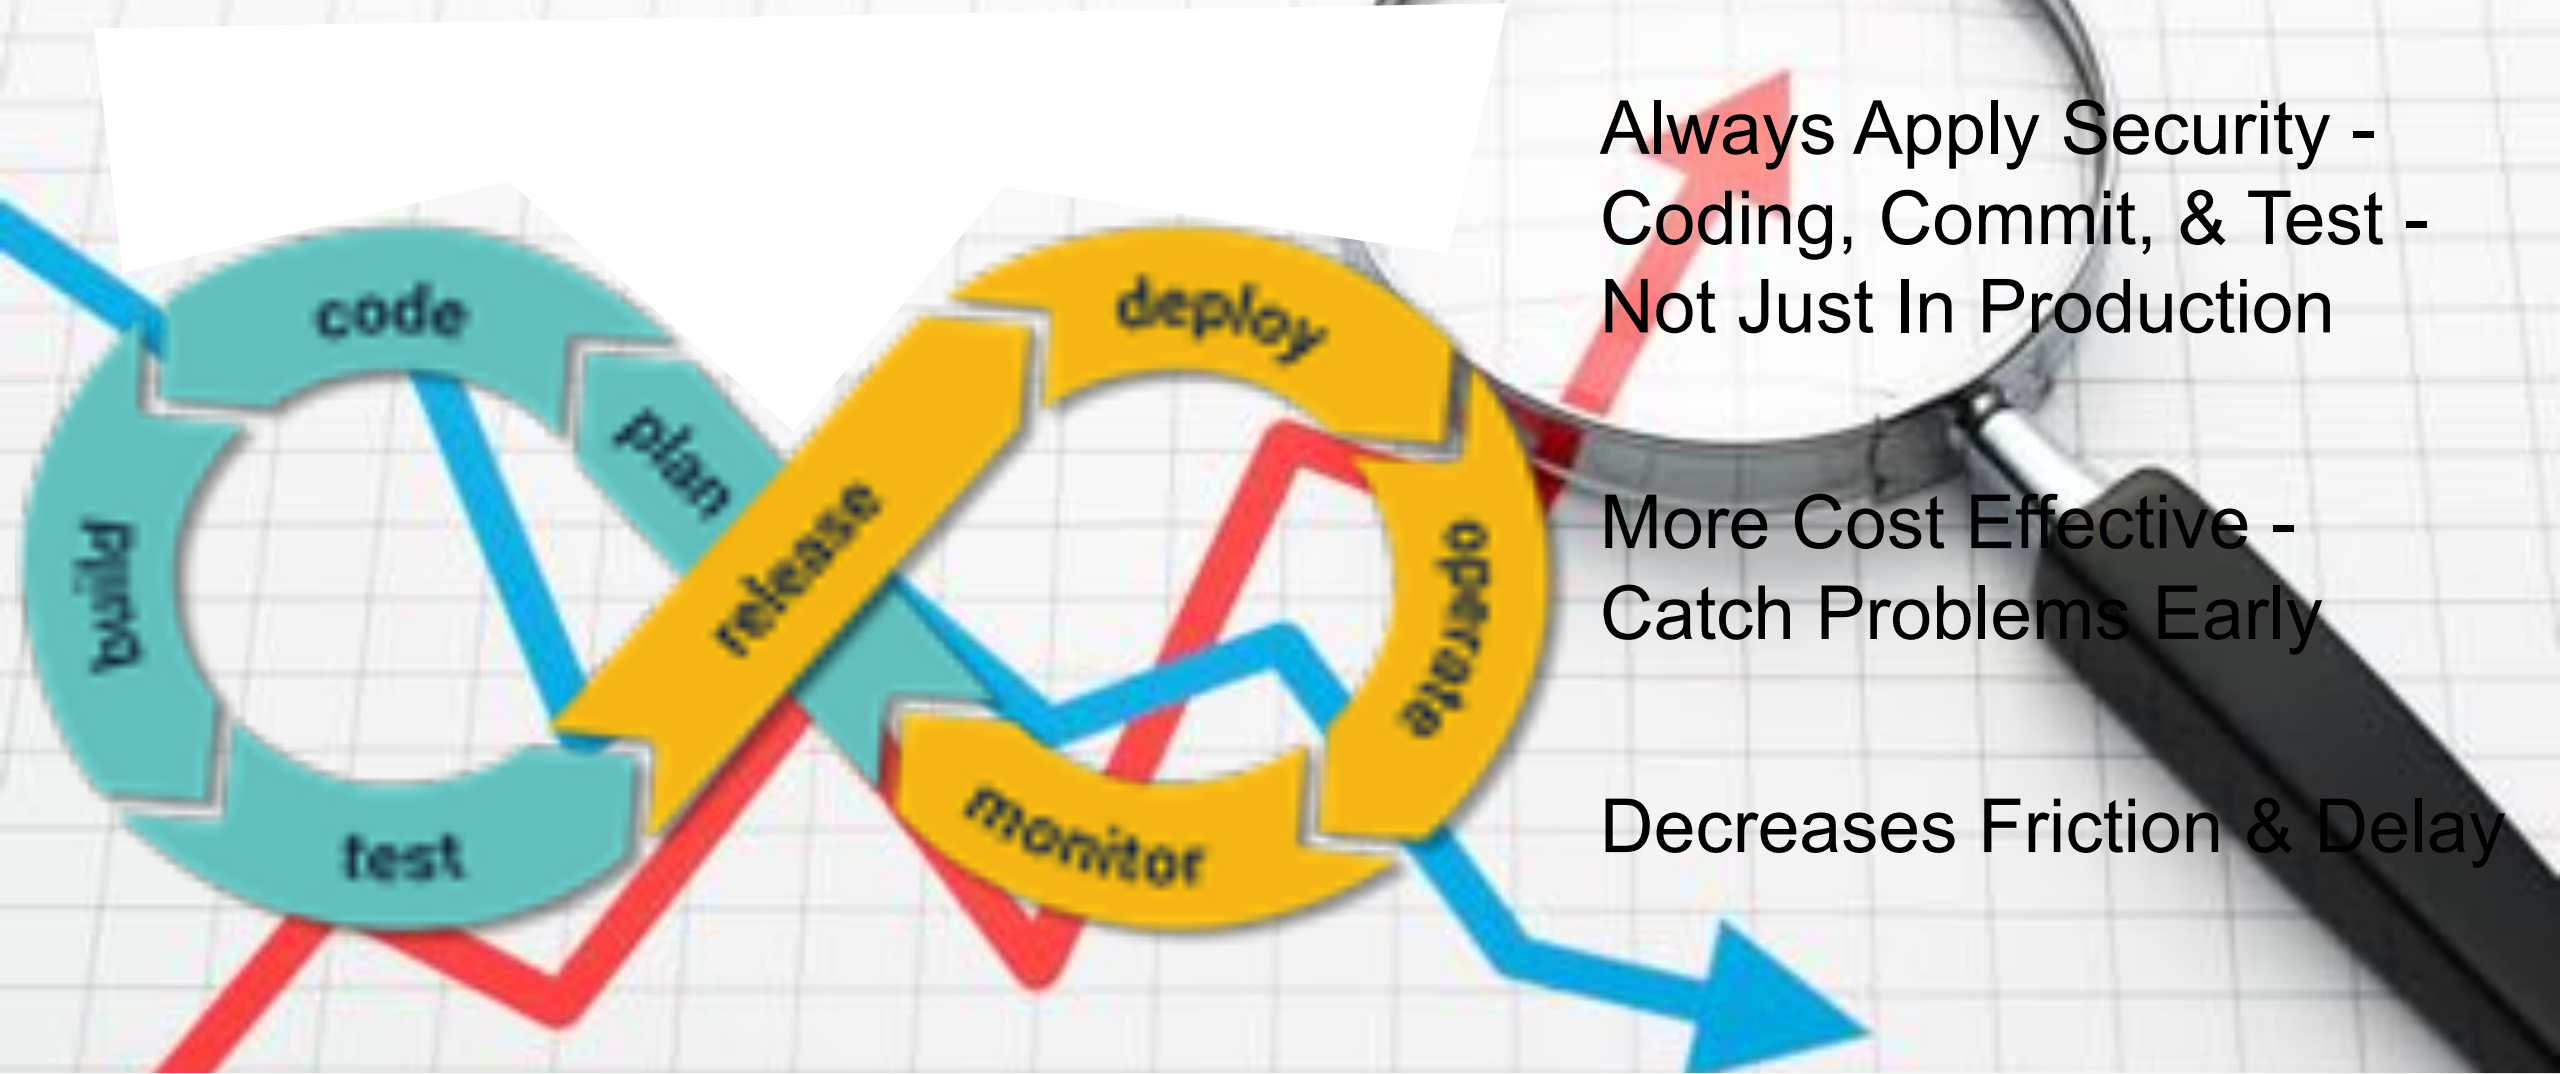 code
plan
build
test
release
deploy
operate
monitor
Always Apply Security -
Coding, Commit, & Test -
Not Just In Production
More Cost Effective -
Catch Problems Early
Decreases Friction & Delay